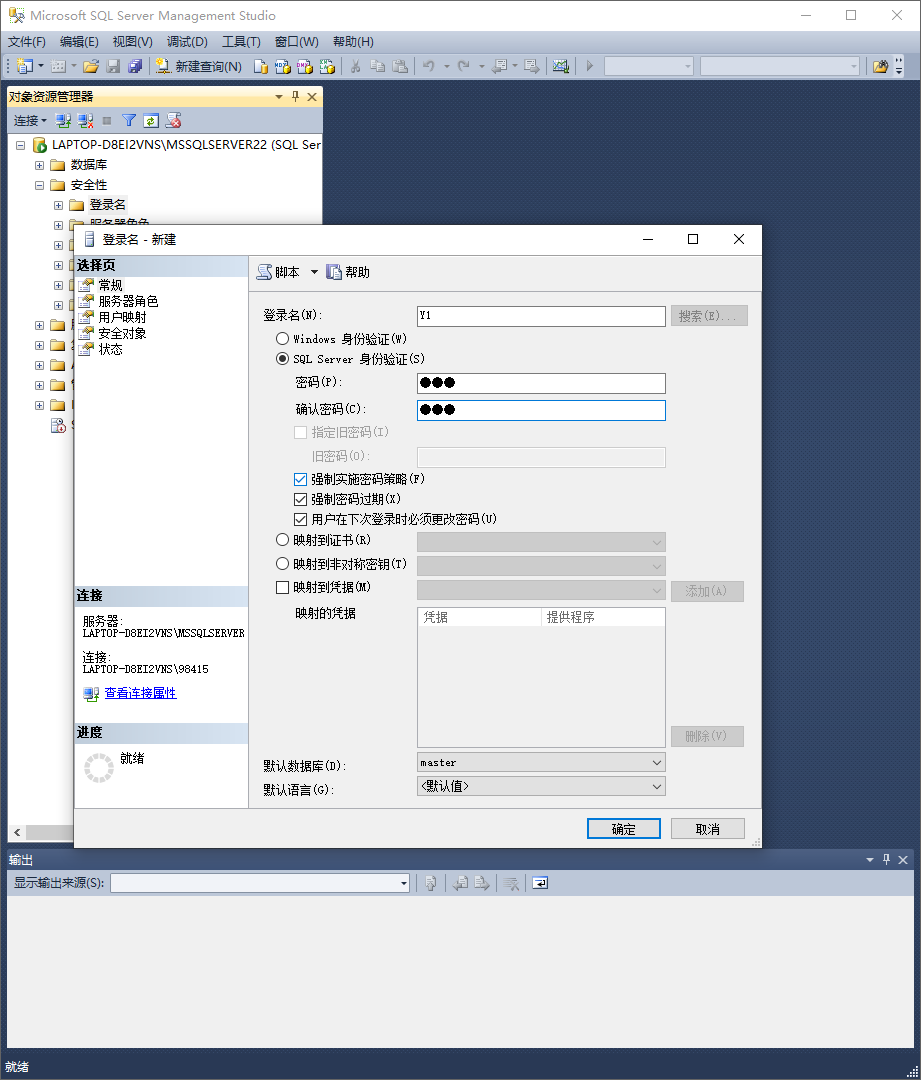 Microsoft SQL Server Management Studio
文件(F) 编辑(E) 视图(V) 调试(D) 工具(T) 窗口(W) 帮助(H)
新建查询(N)
对象资源管理器
连接
LAPTOP-D8EI2VNS\MSSQLSERVER22 (SQL Ser
数据库
安全性
登录名
服务器角色
登录名 - 新建
选择页
常规
服务器角色
用户映射
安全对象
状态
脚本 帮助
登录名(N):
Y1
搜索(E)...
Windows 身份验证(W)
SQL Server 身份验证(S)
密码(P):
●●●
确认密码(C):
●●●
指定旧密码(I)
旧密码(O):
强制实施密码策略(F)
强制密码过期(X)
用户在下次登录时必须更改密码(U)
映射到证书(R)
映射到非对称密钥(T)
映射到凭据(M)
添加(A)
映射的凭据
凭据 提供程序
删除(V)
默认数据库(D):
master
默认语言(G):
<默认值>
连接
服务器:
LAPTOP-D8EI2VNS\MSSQLSERVER
连接:
LAPTOP-D8EI2VNS\98415
查看连接属性
进度
就绪
确定 取消
输出
显示输出来源(S):
就绪